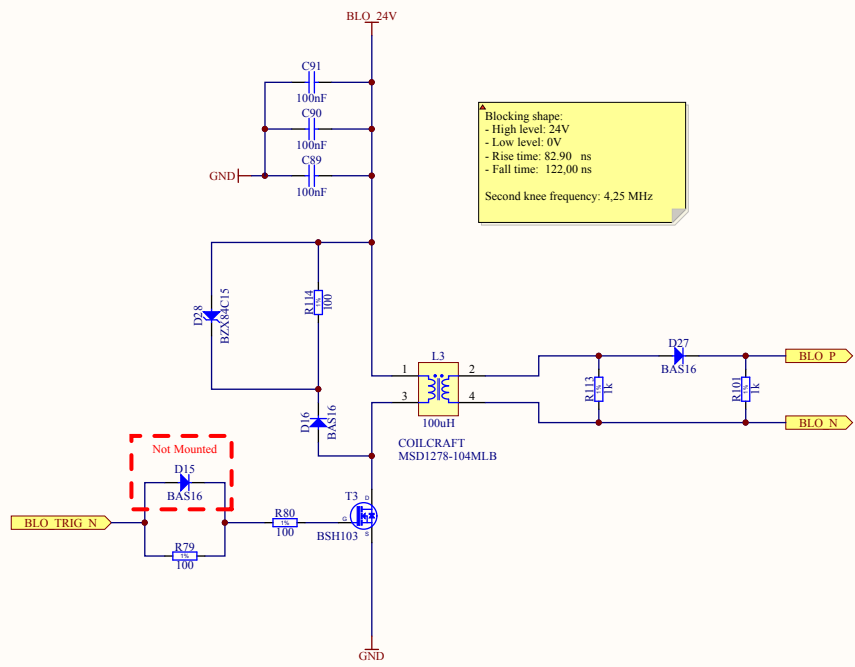 BLO_24V
C91
100nF
C90
100nF
C89
100nF
GND
Blocking shape:
- High level: 24V
- Low level: 0V
- Rise time: 82.90 ns
- Fall time: 122,00 ns
Second knee frequency: 4,25 MHz
D28
BZX84C15
R114
1%
100
L3
1
2
3
4
100uH
COILCRAFT
MSD1278-104MLB
D27
BAS16
BLO_P
R113
1%
1k
R101
1%
1k
BLO_N
D16
BAS16
Not Mounted
D15
BAS16
BLO_TRIG_N
R79
1%
100
R80
1%
100
T3
D
G
S
BSH103
GND